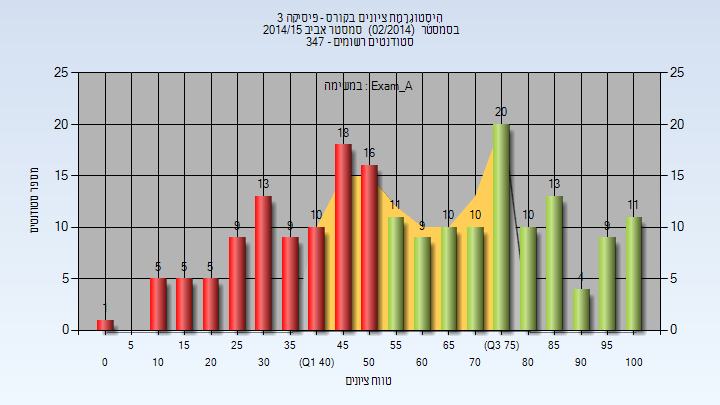 היסטוגרמת ציונים בקורס - פיסיקה 3
בסמסטר (02/2014) סמסטר אביב 2014/15
סטודנטים רשומים - 347
במשימה : Exam_A
מספר סטודנטים
25 25
20 20
15 15
10 10
5 5
0 0
1 5 5 5 9 13 9 10 18 16 11 9 10 10 20 10 13 4 9 11
5 15 25 35 45 55 65 (Q3 75) 85 95
0 10 20 30 (Q1 40) 50 60 70 80 90 100
טווח ציונים